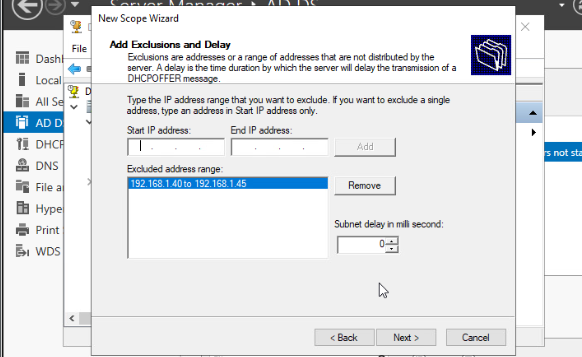 Server Manager
AD DS
New Scope Wizard
File
Add Exclusions and Delay
Exclusions are addresses or a range of addresses that are not distributed by the
server. A delay is the time duration by which the server will delay the transmission of a
DHCPOFFER message.
Type the IP address range that you want to exclude. If you want to exclude a single
address, type an address in Start IP address only.
Start IP address:
End IP address:
Add
Excluded address range:
192.168.1.40 to 192.168.1.45
Remove
Subnet delay in milli second:
0
< Back
Next >
Cancel
Dash
Local
All Se
AD D
DHCP
DNS
File a
Hype
Print
WDS
D
rs not sta